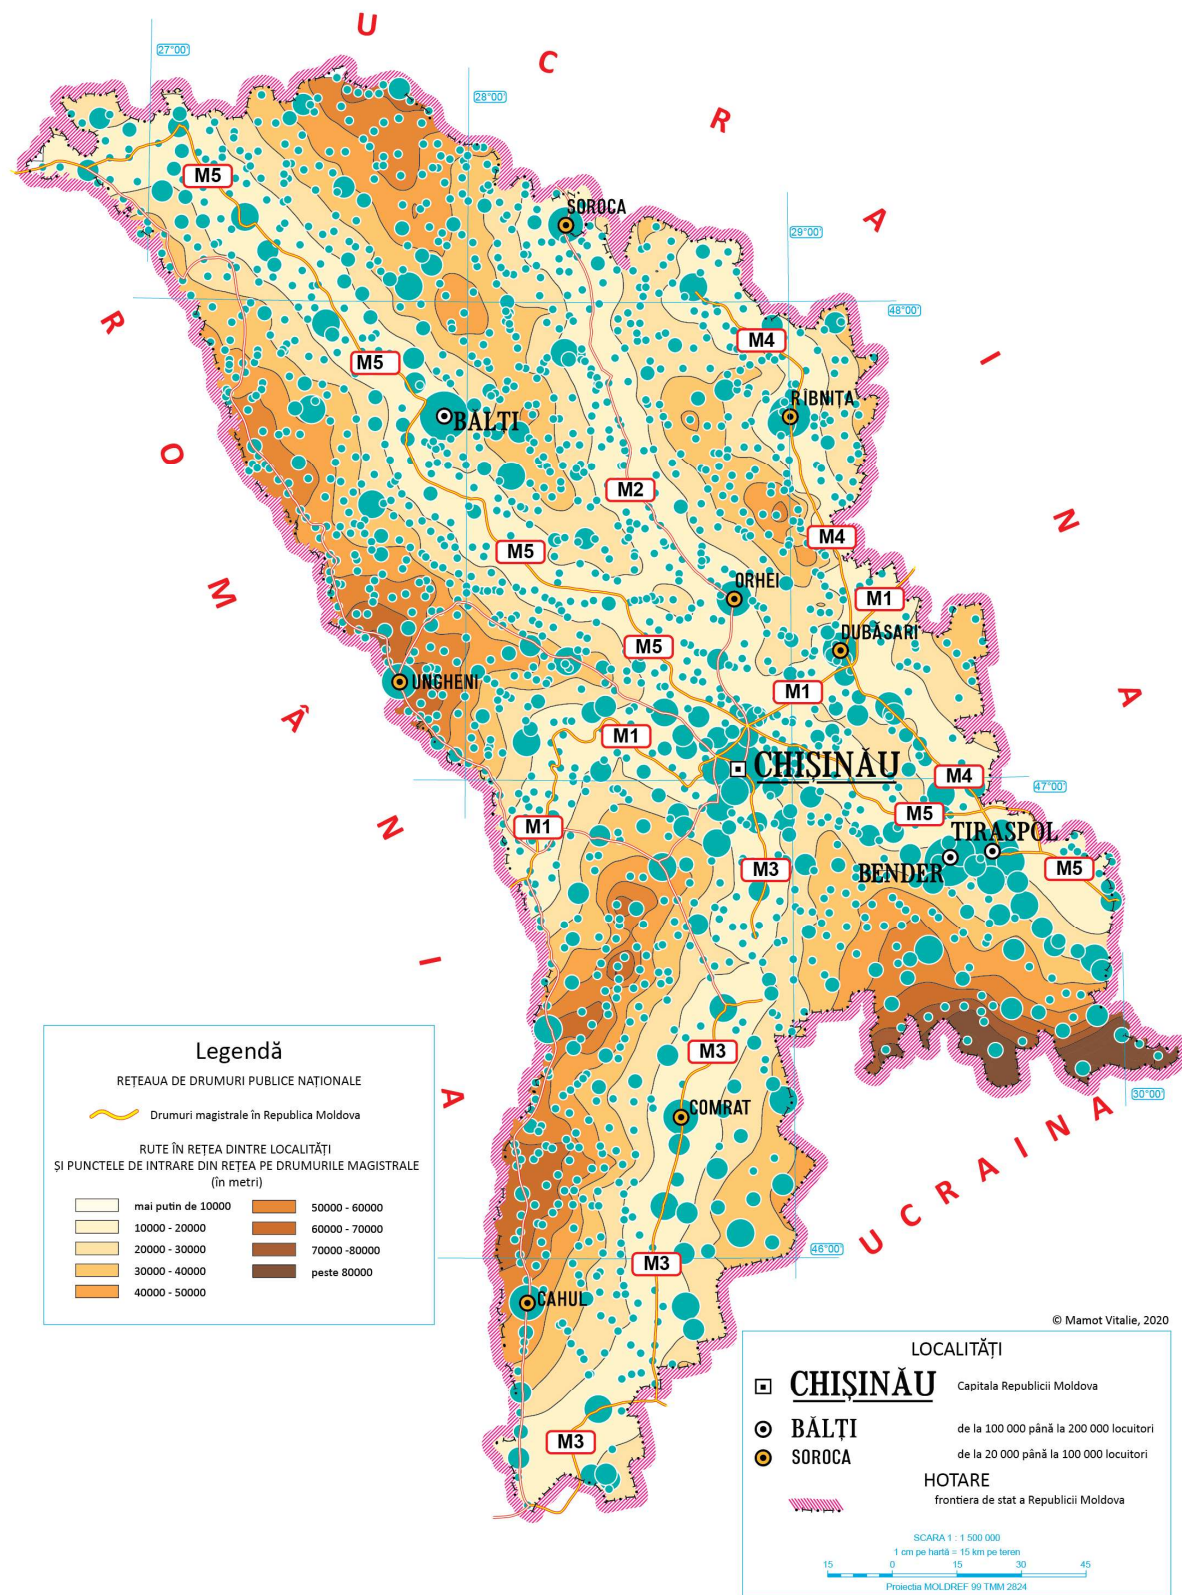 U C R A I N A
27°00'
28°00'
M5
SOROCA
29°00'
48°00'
R O M Â N I A
M4
M5
RÎBNIȚA
BĂLȚI
M2
M4
M5
ORHEI
M1
DUBĂSARI
M5
UNGHENI
M1
M1
CHIȘINĂU
M4
47°00'
M5
M1
TIRASPOL
BENDER
M3
M5
M3
30°00'
COMRAT
UCRAINA
46°00'
M3
CAHUL
M3
Legendă
REȚEAUA DE DRUMURI PUBLICE NAȚIONALE
Drumuri magistrale în Republica Moldova
RUTE ÎN REȚEA DINTRE LOCALITĂȚI
ȘI PUNCTELE DE INTRARE DIN REȚEA PE DRUMURILE MAGISTRALE
(în metri)
mai putin de 10000
10000 - 20000
20000 - 30000
30000 - 40000
40000 - 50000
50000 - 60000
60000 - 70000
70000 -80000
peste 80000
© Mamot Vitalie, 2020
LOCALITĂȚI
CHIȘINĂU Capitala Republicii Moldova
BĂLȚI de la 100 000 până la 200 000 locuitori
SOROCA de la 20 000 până la 100 000 locuitori
HOTARE
frontiera de stat a Republicii Moldova
SCARA 1 : 1 500 000
1 cm pe hartă = 15 km pe teren
15 0 15 30 45
Proiectia MOLDREF 99 TMM 2824